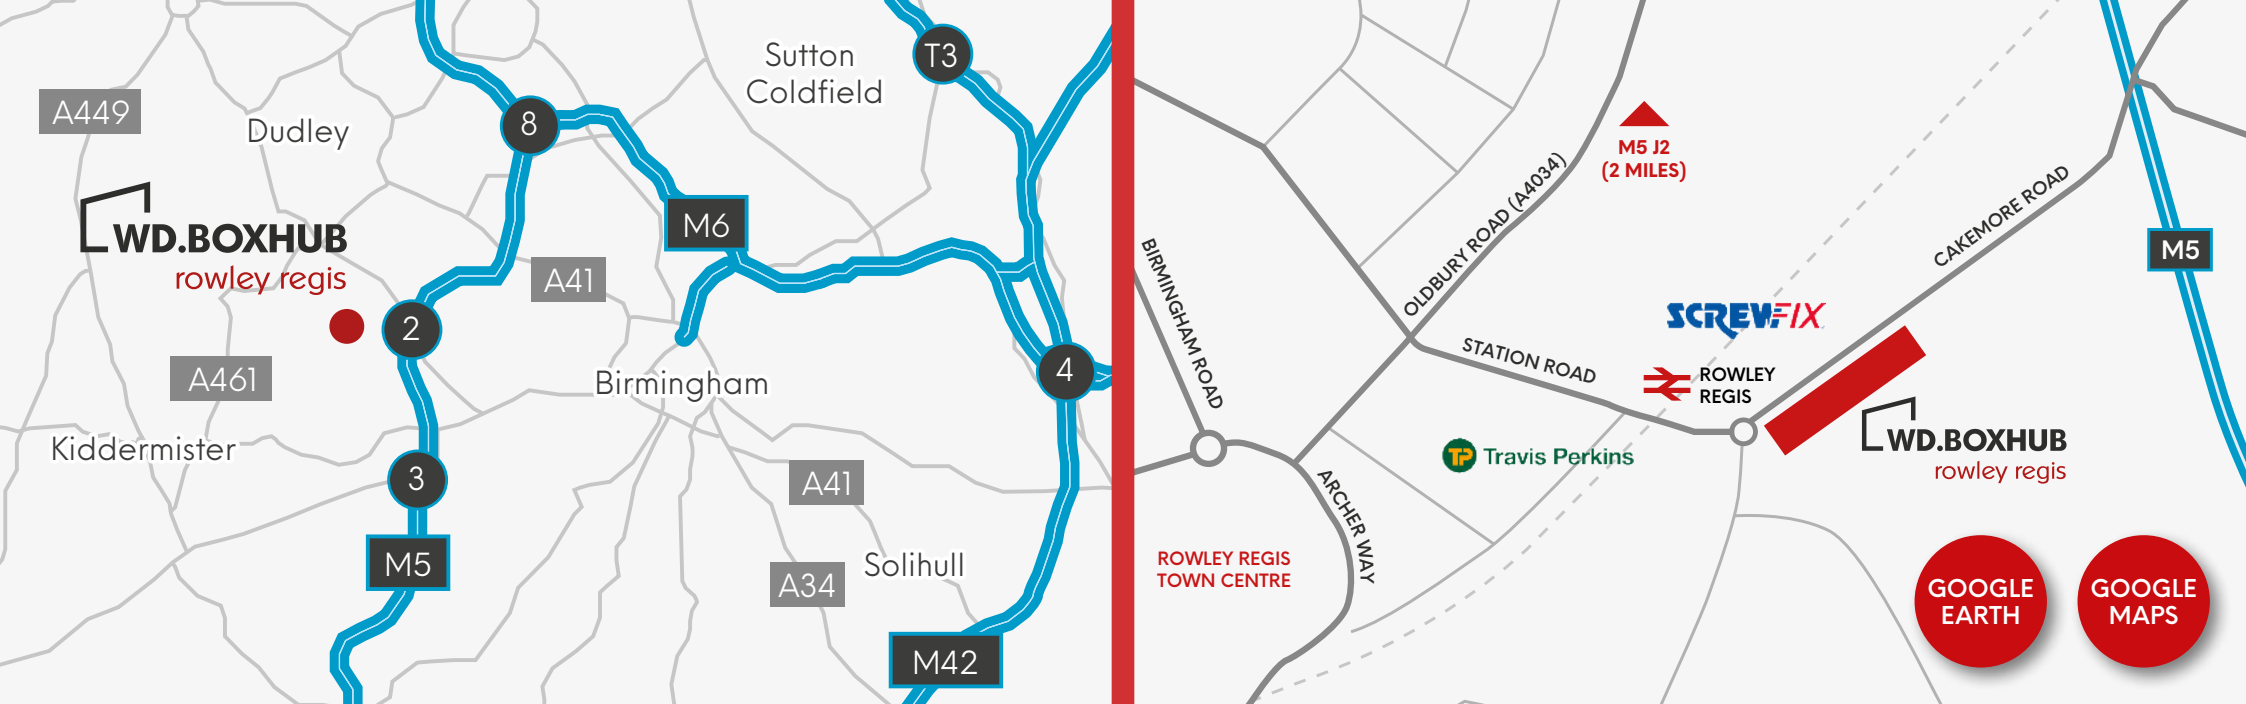 Sutton
Coldfield
T3
A449
Dudley
8
WD.BOXHUB
rowley regis
M6
A41
2
A461
Birmingham
4
Kiddermister
3
A41
M5
Solihull
A34
M42
M5 J2
(2 MILES)
OLDBURY ROAD (A4034)
CAKEMORE ROAD
M5
BIRMINGHAM ROAD
SCREWFIX
STATION ROAD
ROWLEY
REGIS
WD.BOXHUB
rowley regis
TP Travis Perkins
ARCHER WAY
ROWLEY REGIS
TOWN CENTRE
GOOGLE
EARTH
GOOGLE
MAPS